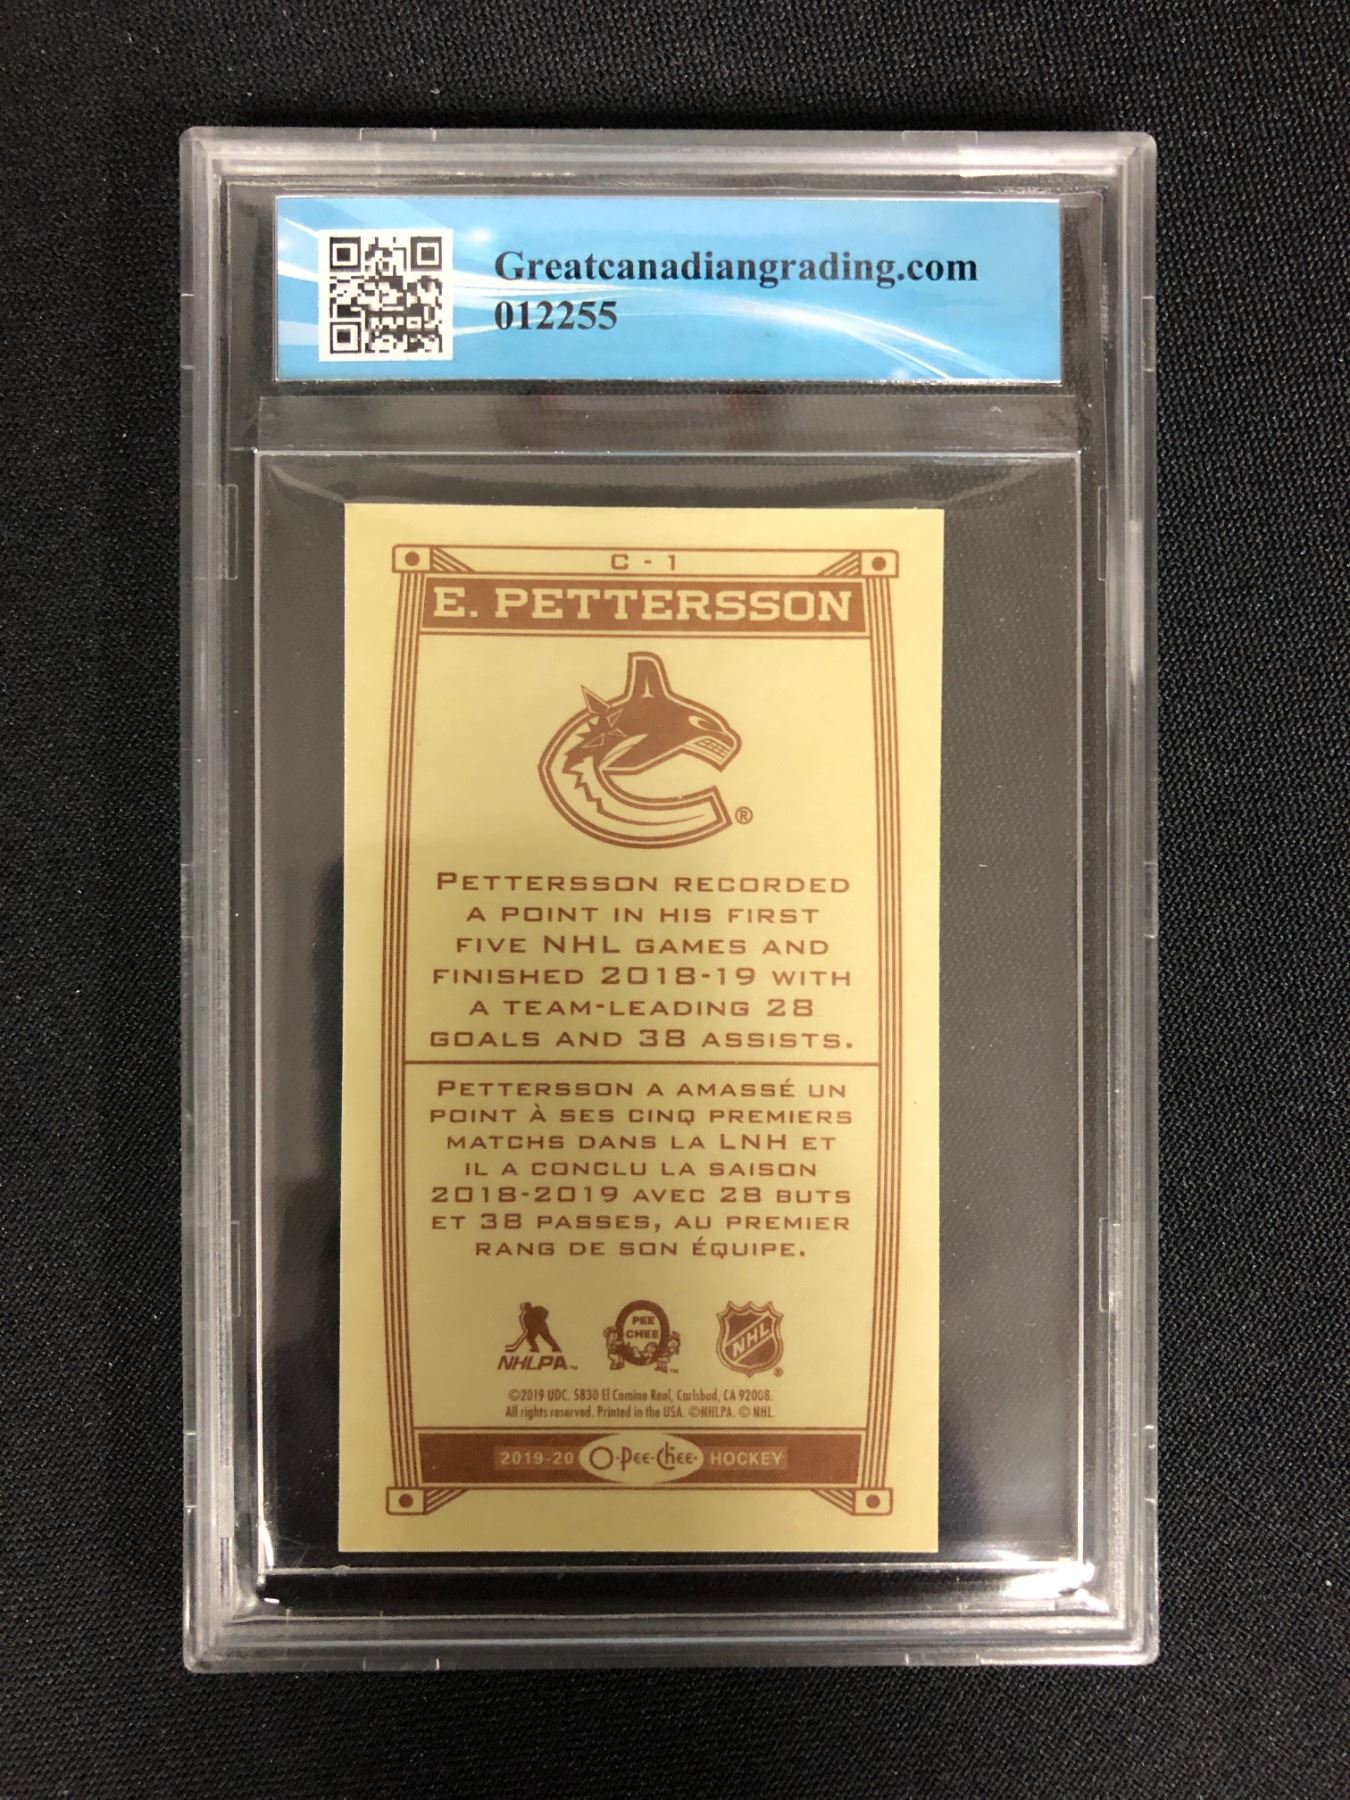 Greatcanadiangrading.com
012255
C - 1
E. PETTERSSON
®
PETTERSSON RECORDED
A POINT IN HIS FIRST
FIVE NHL GAMES AND
FINISHED 2018-19 WITH
A TEAM-LEADING 28
GOALS AND 38 ASSISTS.
PETTERSSON A AMASSÉ UN
POINT À SES CINQ PREMIERS
MATCHS DANS LA LNH ET
IL A CONCLU LA SAISON
2018-2019 AVEC 28 BUTS
ET 38 PASSES, AU PREMIER
RANG DE SON ÉQUIPE.
PEE
CHEE
NHL
NHLPA™
©2019 UDC. 5830 El Camino Real, Carlsbad, CA 92008.
All rights reserved. Printed in the USA. ©NHLPA. © NHL.
2019-20 O-Pee-Chee HOCKEY